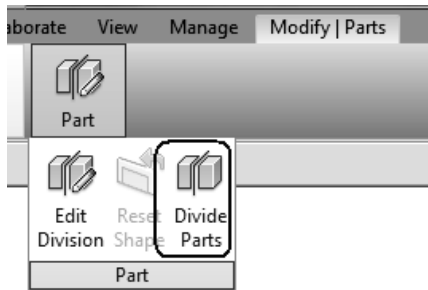 aborate View Manage Modify | Parts
Part
Edit Reset Divide
Division Shape Parts
Part